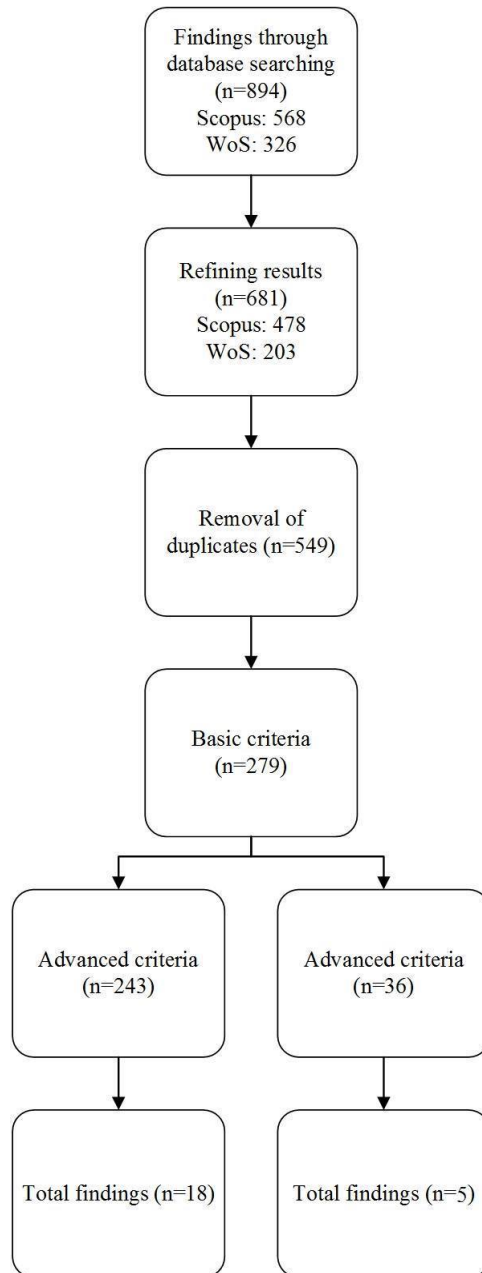 Findings through
database searching
(n=894)
Scopus: 568
WoS: 326
Refining results
(n=681)
Scopus: 478
WoS: 203
Removal of
duplicates (n=549)
Basic criteria
(n=279)
Advanced criteria
(n=243)
Advanced criteria
(n=36)
Total findings (n=18)
Total findings (n=5)